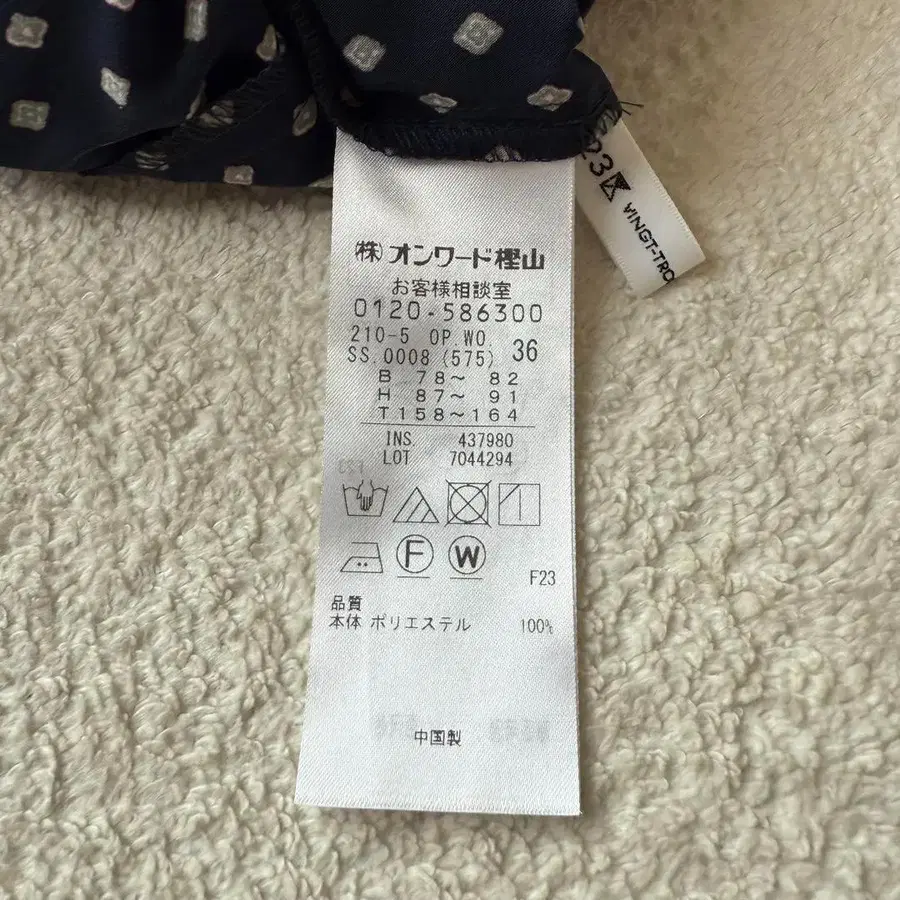 (株)オンワード樫山
お客様相談室
0120-586300
210-5 OP.WO. 36
SS.0008 (575)
B 78～ 82
H 87～ 91
T158～164
INS. 437980
LOT 7044294
F W
F23
品質
本体 ポリエステル 100%
中国製
23区
VINGT-TRO